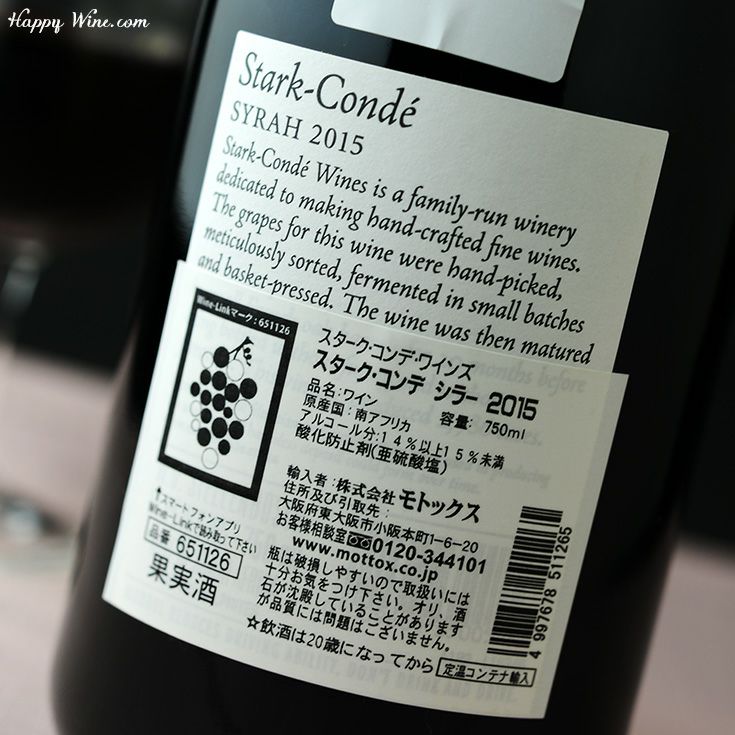 Happy Wine.com
Stark-Condé
SYRAH 2015
Stark-Condé Wines is a family-run winery
dedicated to making hand-crafted fine wines.
The grapes for this wine were hand-picked,
meticulously sorted, fermented in small batches
and basket-pressed. The wine was then matured
months before
Wine-Linkマーク：651126
スターク・コンデ・ワインズ
スターク・コンデ シラー 2015
品名：ワイン
原産国：南アフリカ 容量：750ml
アルコール分：１４％以上１５％未満
酸化防止剤(亜硫酸塩)
輸入者：株式会社 モトックス
住所及び引取先：
大阪府東大阪市小阪本町1-6-20
お客様相談室 0120-344101
www.mottox.co.jp
瓶は破損しやすいので取扱いには
十分お気をつけ下さい。オリ、酒
石が沈殿していることがあります
が品質には問題はございません。
☆飲酒は20歳になってから
定温コンテナ輸入
↑スマートフォンアプリ
Wine-Linkで読み取って下さい
品番 651126
果実酒
4 997678 511265